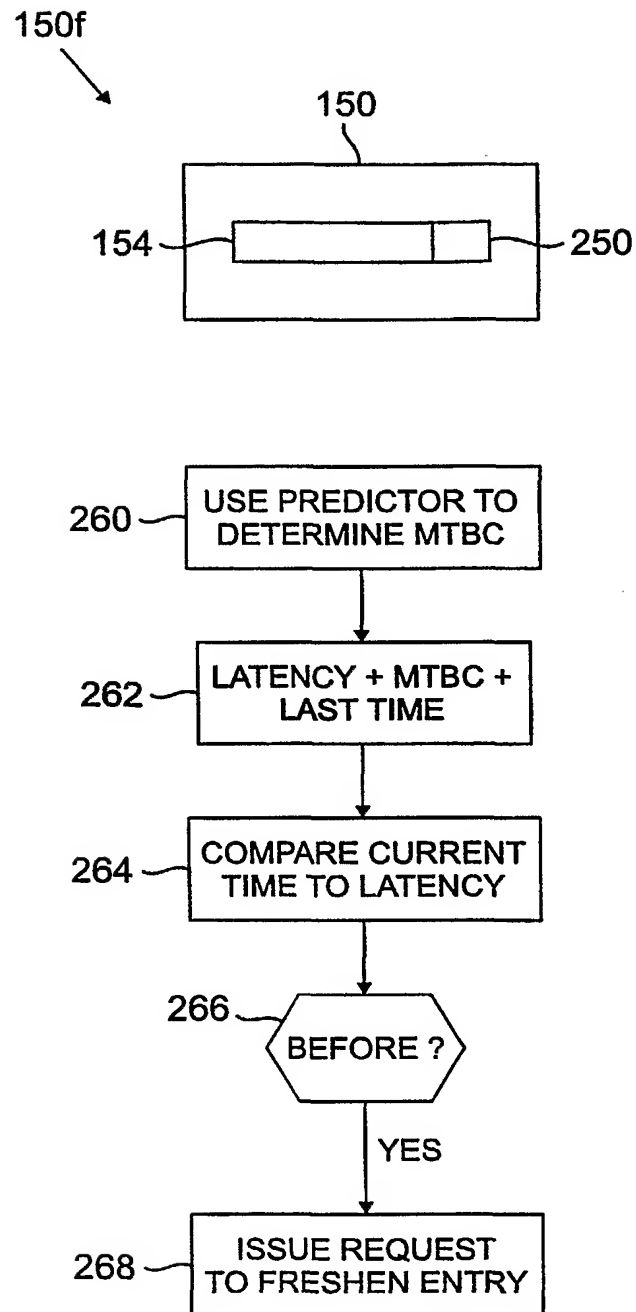 150f
150
154
250
260
USE PREDICTOR TO
DETERMINE MTBC
262
LATENCY + MTBC +
LAST TIME
264
COMPARE CURRENT
TIME TO LATENCY
266
BEFORE ?
YES
268
ISSUE REQUEST
TO FRESHEN ENTRY